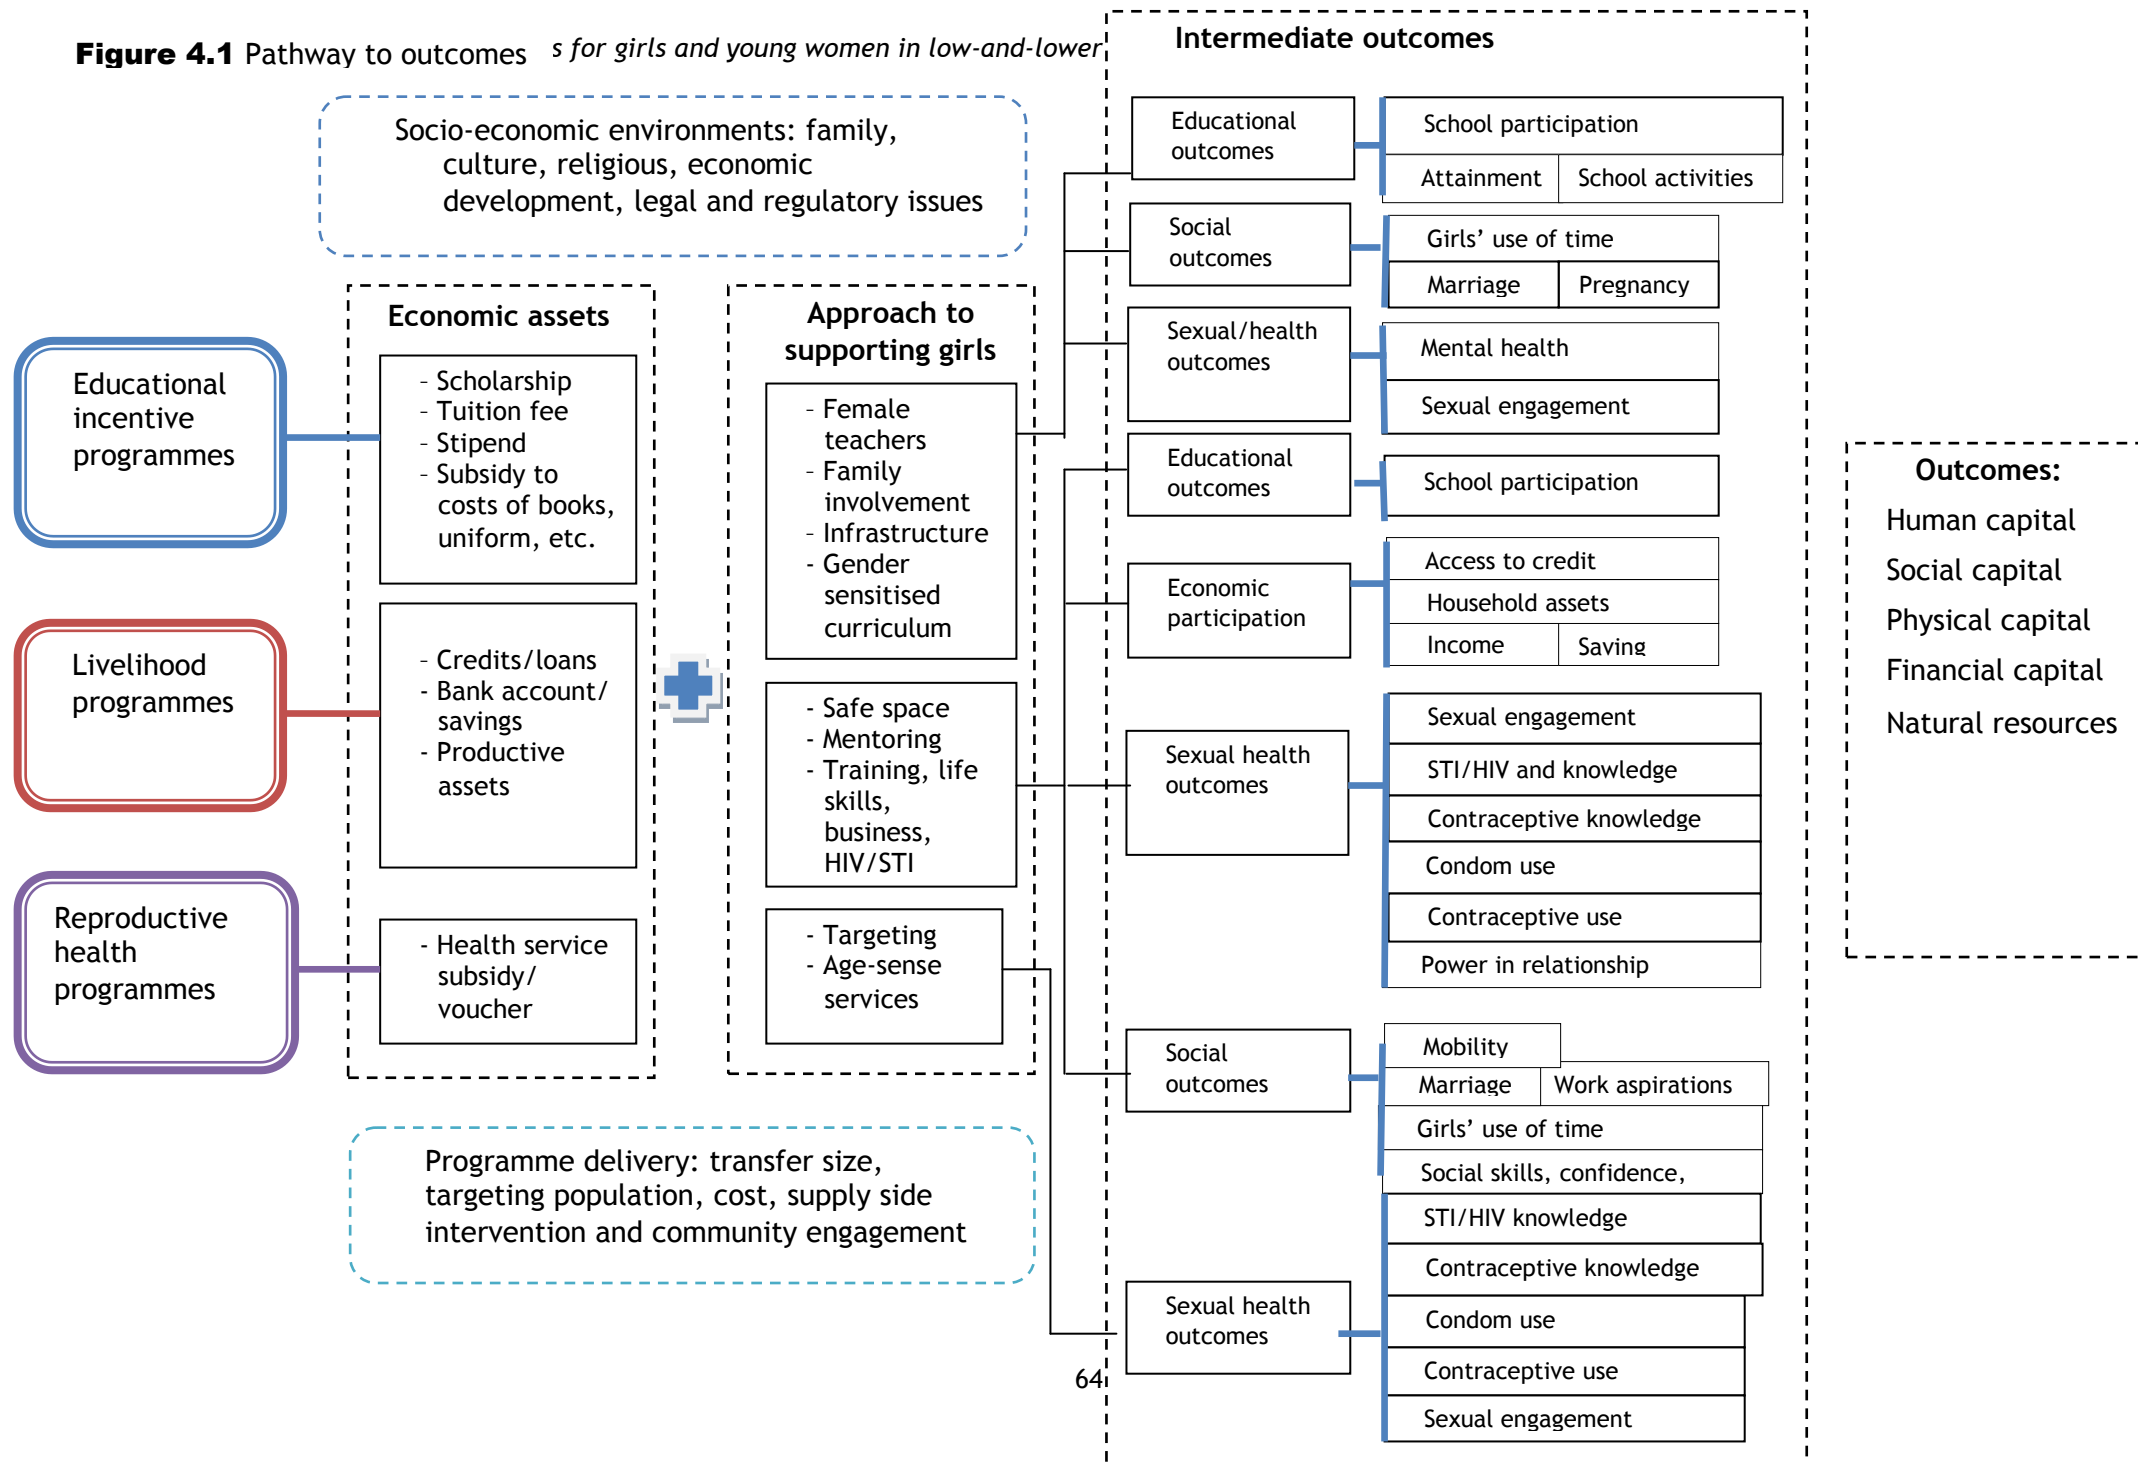 Figure 4.1 Pathway to outcomes
s for girls and young women in low-and-lower
Socio-economic environments: family,
culture, religious, economic
development, legal and regulatory issues
Educational
incentive
programmes
Livelihood
programmes
Reproductive
health
programmes
Economic assets
- Scholarship
- Tuition fee
- Stipend
- Subsidy to
costs of books,
uniform, etc.
- Credits/loans
- Bank account/
savings
- Productive
assets
- Health service
subsidy/
voucher
Approach to
supporting girls
- Female
teachers
- Family
involvement
- Infrastructure
- Gender
sensitised
curriculum
- Safe space
- Mentoring
- Training, life
skills,
business,
HIV/STI
- Targeting
- Age-sense
services
Programme delivery: transfer size,
targeting population, cost, supply side
intervention and community engagement
Intermediate outcomes
Educational
outcomes
School participation
Attainment
School activities
Social
outcomes
Girls’ use of time
Marriage
Pregnancy
Sexual/health
outcomes
Mental health
Sexual engagement
Educational
outcomes
School participation
Economic
participation
Access to credit
Household assets
Income
Saving
Sexual health
outcomes
Sexual engagement
STI/HIV and knowledge
Contraceptive knowledge
Condom use
Contraceptive use
Power in relationship
Social
outcomes
Mobility
Marriage
Work aspirations
Girls’ use of time
Social skills, confidence,
Sexual health
outcomes
STI/HIV knowledge
Contraceptive knowledge
Condom use
Contraceptive use
Sexual engagement
Outcomes:
Human capital
Social capital
Physical capital
Financial capital
Natural resources
64